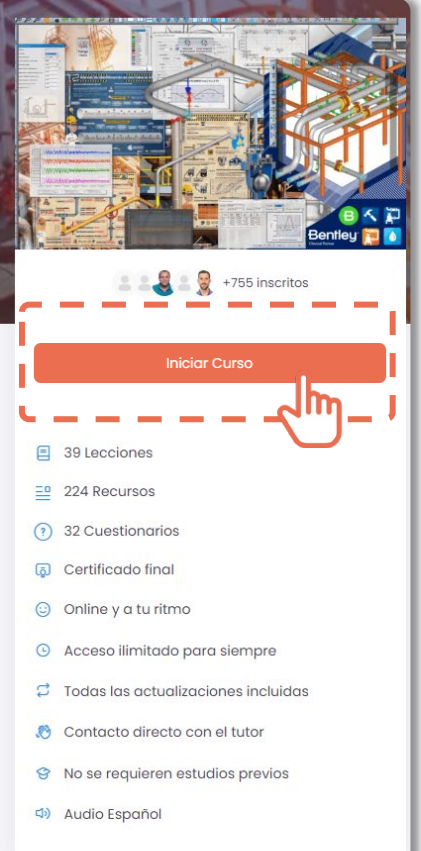 Bentley
+755 inscritos
Iniciar Curso
39 Lecciones
224 Recursos
32 Cuestionarios
Certificado final
Online y a tu ritmo
Acceso ilimitado para siempre
Todas las actualizaciones incluidas
Contacto directo con el tutor
No se requieren estudios previos
Audio Español